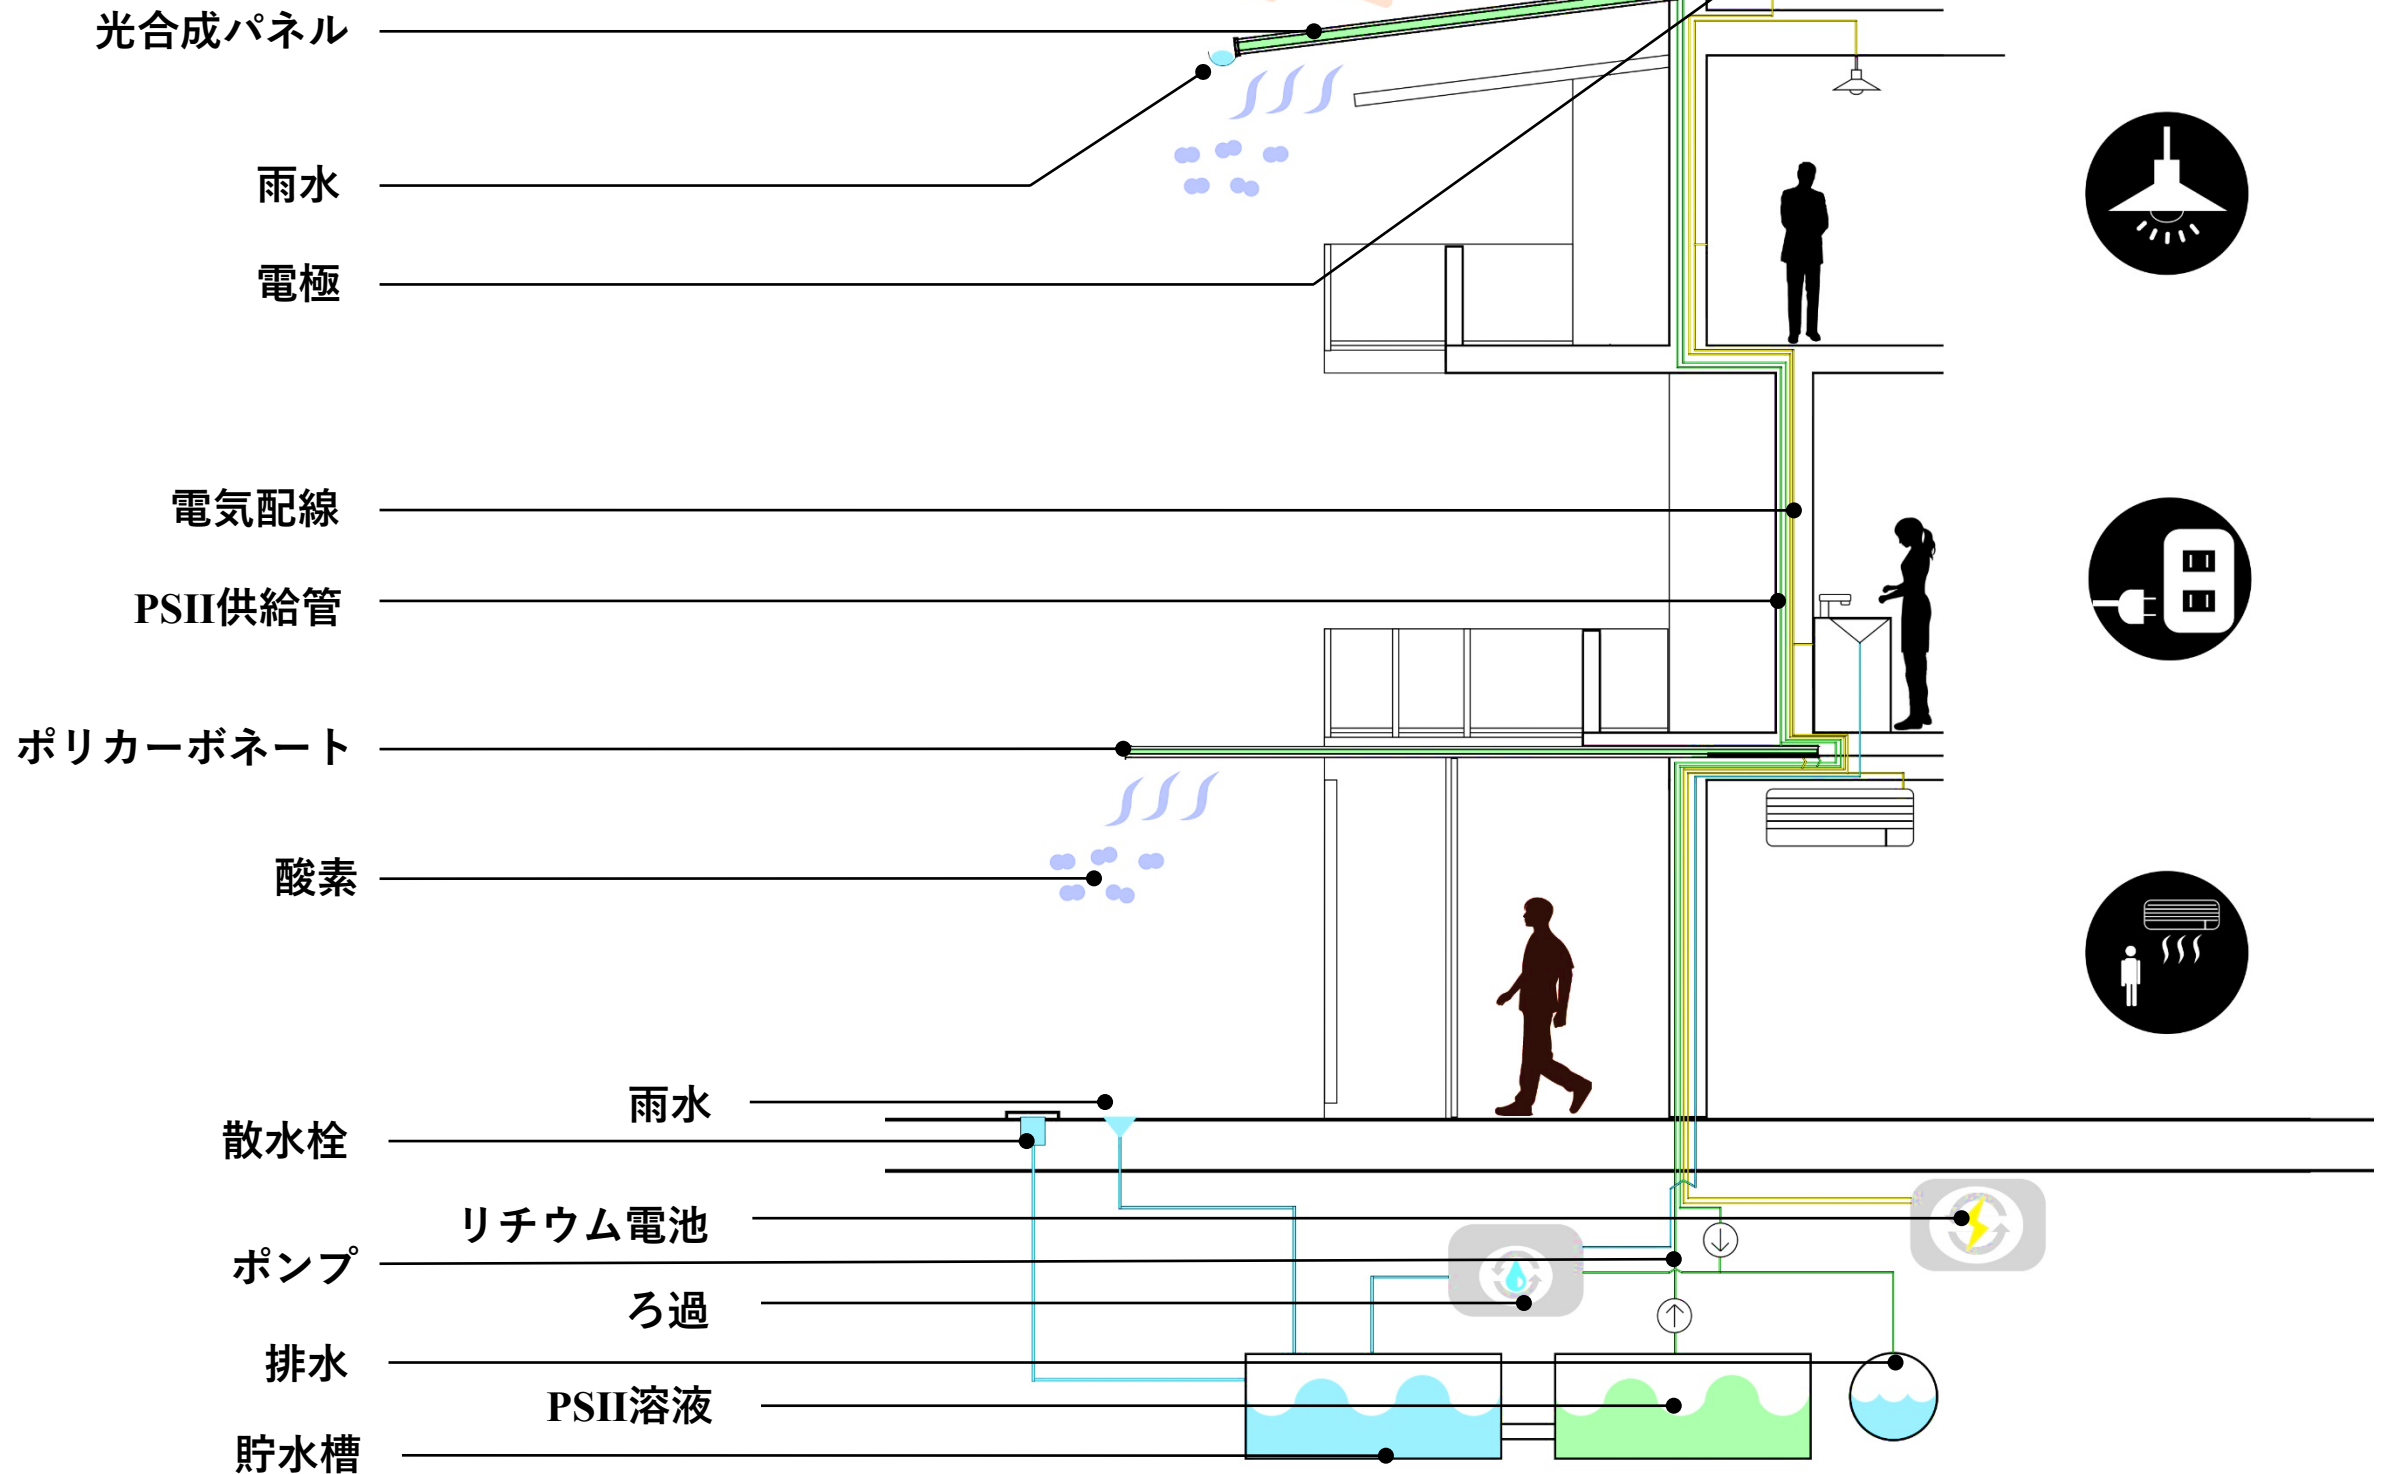 光合成パネル
雨水
電極
電気配線
PSII供給管
ポリカーボネート
酸素
雨水
散水栓
リチウム電池
ポンプ
ろ過
排水
PSII溶液
貯水槽